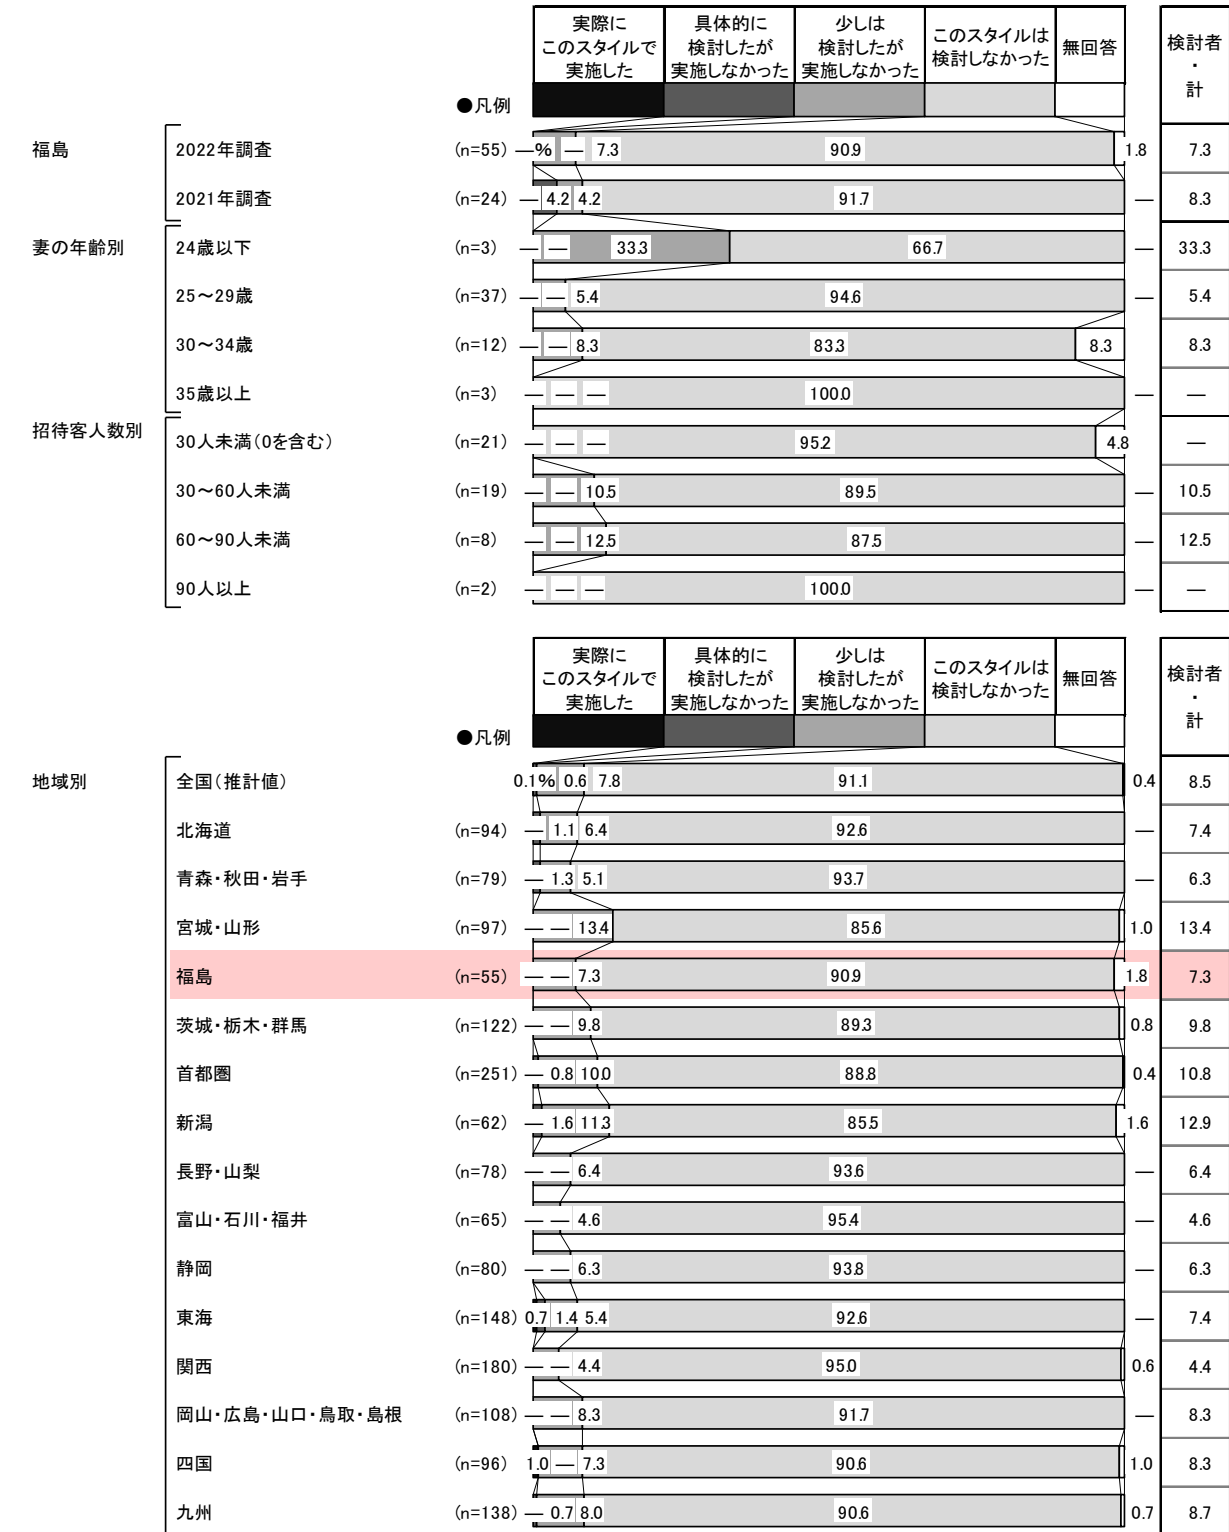 実際に
このスタイルで
実施した
具体的に
検討したが
実施しなかった
少しは
検討したが
実施しなかった
このスタイルは
検討しなかった
無回答
検討者
・
計
●凡例
福島 2022年調査 (n=55) —% — 7.3 90.9 1.8 7.3
2021年調査 (n=24) — 4.2 4.2 91.7 — 8.3
妻の年齢別 24歳以下 (n=3) — — 33.3 66.7 — 33.3
25～29歳 (n=37) — — 5.4 94.6 — 5.4
30～34歳 (n=12) — — 8.3 83.3 8.3 8.3
35歳以上 (n=3) — — — 100.0 — —
招待客人数別 30人未満(0を含む) (n=21) — — — 95.2 4.8 —
30～60人未満 (n=19) — — 10.5 89.5 — 10.5
60～90人未満 (n=8) — — 12.5 87.5 — 12.5
90人以上 (n=2) — — — 100.0 — —
実際に
このスタイルで
実施した
具体的に
検討したが
実施しなかった
少しは
検討したが
実施しなかった
このスタイルは
検討しなかった
無回答
検討者
・
計
●凡例
地域別 全国(推計値) 0.1% 0.6 7.8 91.1 0.4 8.5
北海道 (n=94) — 1.1 6.4 92.6 — 7.4
青森・秋田・岩手 (n=79) — 1.3 5.1 93.7 — 6.3
宮城・山形 (n=97) — — 13.4 85.6 1.0 13.4
福島 (n=55) — — 7.3 90.9 1.8 7.3
茨城・栃木・群馬 (n=122) — — 9.8 89.3 0.8 9.8
首都圏 (n=251) — 0.8 10.0 88.8 0.4 10.8
新潟 (n=62) — 1.6 11.3 85.5 1.6 12.9
長野・山梨 (n=78) — — 6.4 93.6 — 6.4
富山・石川・福井 (n=65) — — 4.6 95.4 — 4.6
静岡 (n=80) — — 6.3 93.8 — 6.3
東海 (n=148) 0.7 1.4 5.4 92.6 — 7.4
関西 (n=180) — — 4.4 95.0 0.6 4.4
岡山・広島・山口・鳥取・島根 (n=108) — — 8.3 91.7 — 8.3
四国 (n=96) 1.0 — 7.3 90.6 1.0 8.3
九州 (n=138) — 0.7 8.0 90.6 0.7 8.7